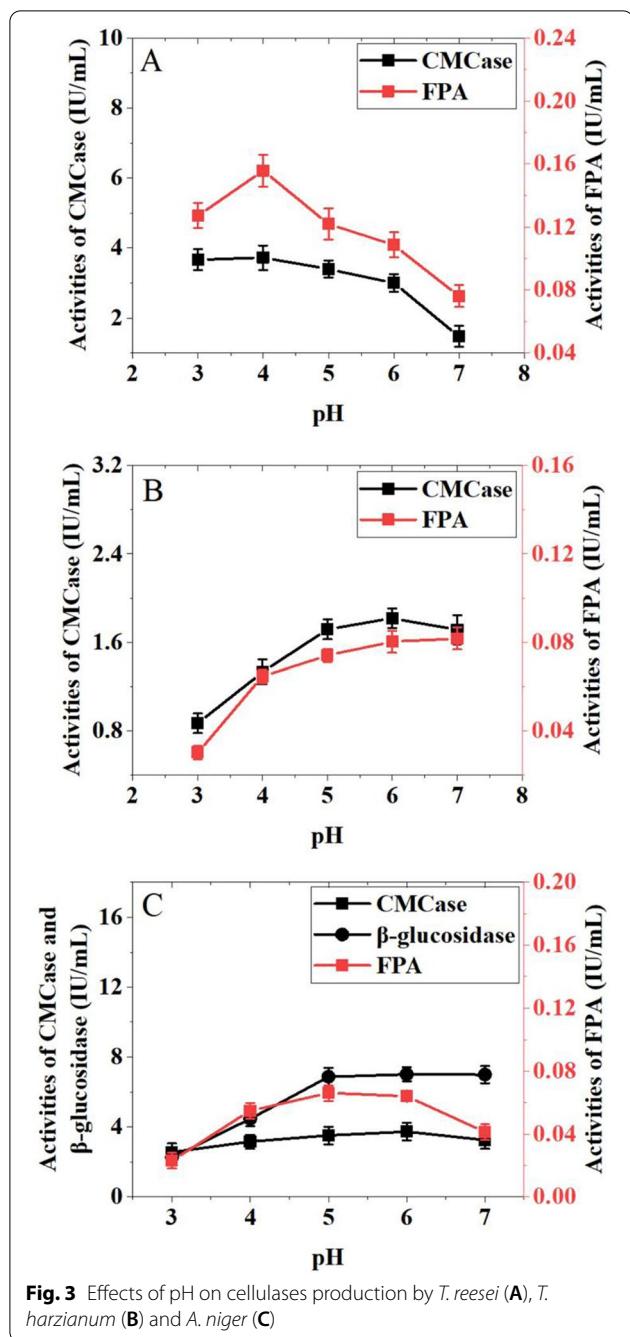 A
CMCase
FPA
Activities of CMCase (IU/mL)
10
8
6
4
2
Activities of FPA (IU/mL)
0.24
0.20
0.16
0.12
0.08
0.04
2 3 4 5 6 7 8
pH
B
CMCase
FPA
Activities of CMCase (IU/mL)
3.2
2.4
1.6
0.8
Activities of FPA (IU/mL)
0.16
0.12
0.08
0.04
2 3 4 5 6 7 8
pH
C
CMCase
β-glucosidase
FPA
Activities of CMCase and
β-glucosidase (IU/mL)
16
12
8
4
0
Activities of FPA (IU/mL)
0.20
0.16
0.12
0.08
0.04
0.00
3 4 5 6 7
pH
Fig. 3 Effects of pH on cellulases production by T. reesei (A), T.
harzianum (B) and A. niger (C)